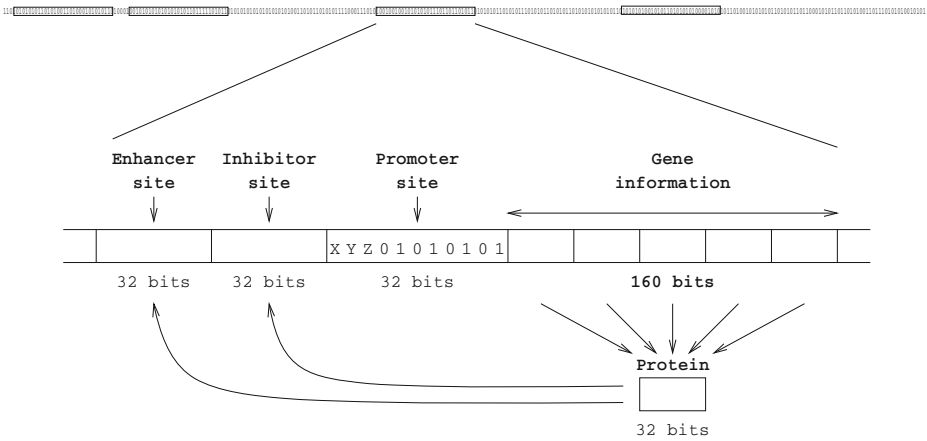 Enhancer Inhibitor Promoter Gene
site site site information
X Y Z 0 1 0 1 0 1 0 1
32 bits 32 bits 32 bits 160 bits
Protein
32 bits